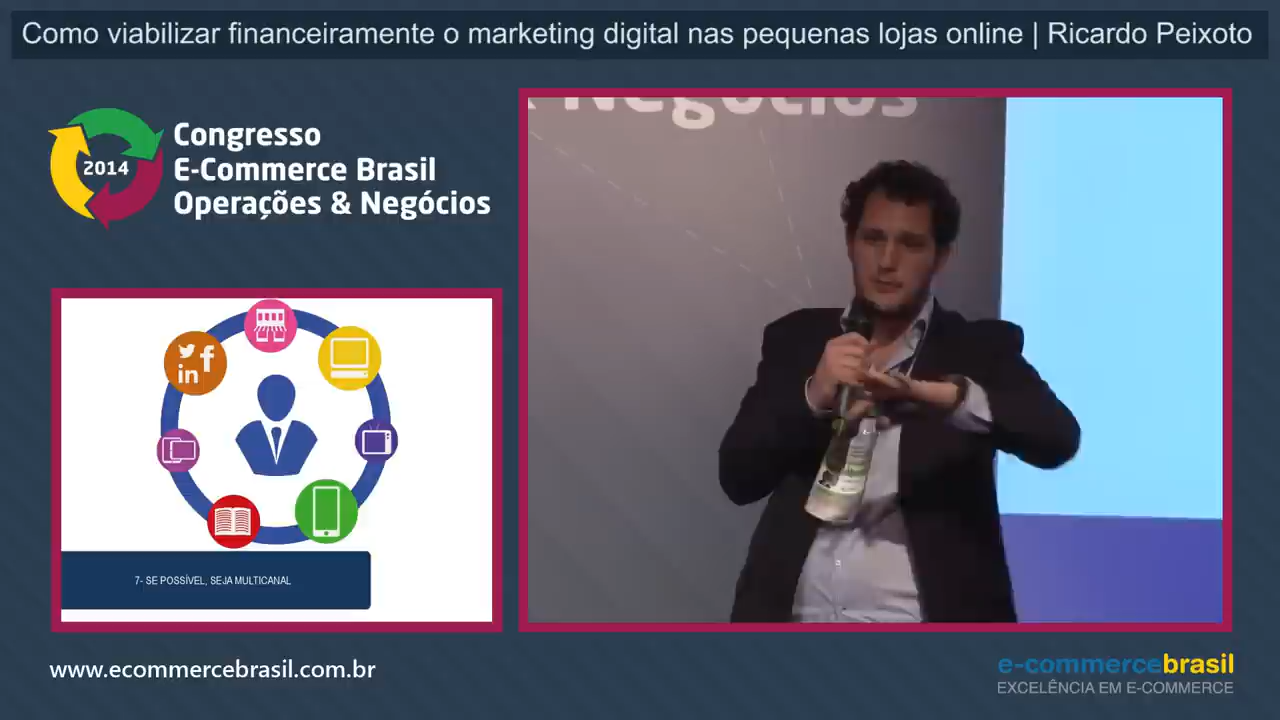 Como viabilizar financeiramente o marketing digital nas pequenas lojas online | Ricardo Peixoto
2014
Congresso
E-Commerce Brasil
Operações & Negócios
Negócios
in f
7- SE POSSÍVEL, SEJA MULTICANAL
www.ecommercebrasil.com.br
e-commercebrasil
EXCELÊNCIA EM E-COMMERCE